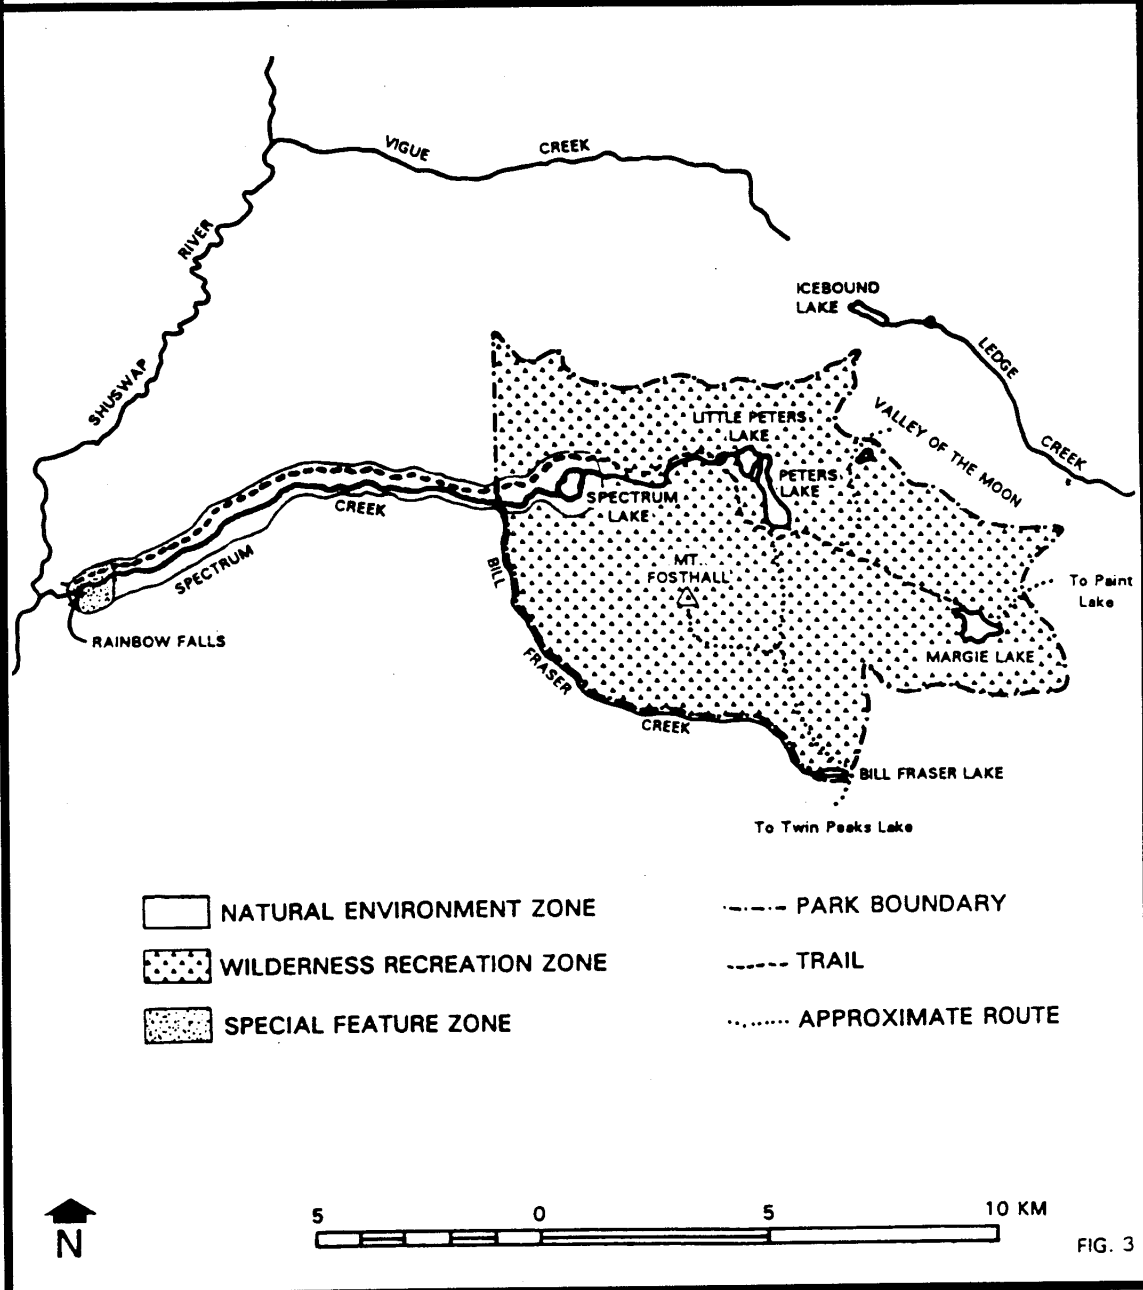 VIGUE CREEK
RIVER
SHUSWAP
ICEBOUND
LAKE
LEDGE
CREEK
VALLEY OF THE MOON
LITTLE PETERS
LAKE
PETERS
LAKE
SPECTRUM
LAKE
CREEK
SPECTRUM
BILL
FRASER
CREEK
MT.
FOSTHALL
To Paint
Lake
RAINBOW FALLS
MARGIE LAKE
BILL FRASER LAKE
To Twin Peaks Lake
NATURAL ENVIRONMENT ZONE
WILDERNESS RECREATION ZONE
SPECIAL FEATURE ZONE
PARK BOUNDARY
TRAIL
APPROXIMATE ROUTE
N
5 0 5 10 KM
FIG. 3